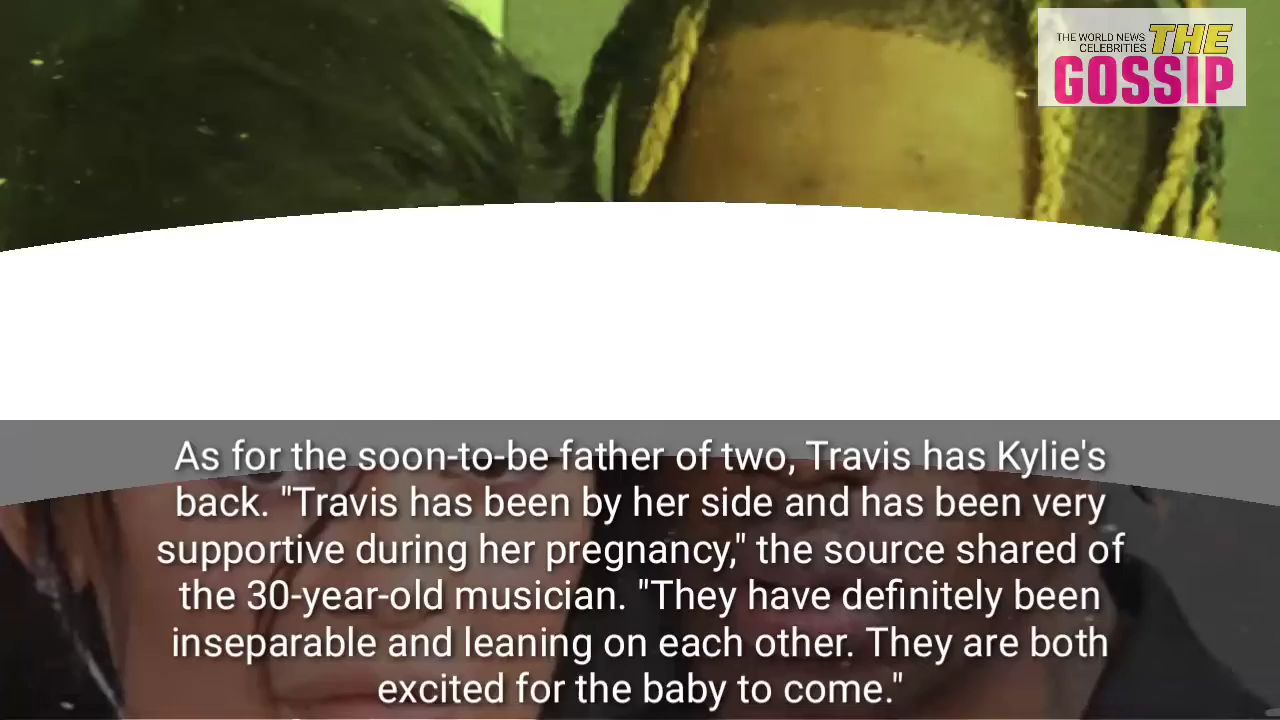 THE WORLD NEWS
CELEBRITIES
THE
GOSSIP
As for the soon-to-be father of two, Travis has Kylie's
back. "Travis has been by her side and has been very
supportive during her pregnancy," the source shared of
the 30-year-old musician. "They have definitely been
inseparable and leaning on each other. They are both
excited for the baby to come."